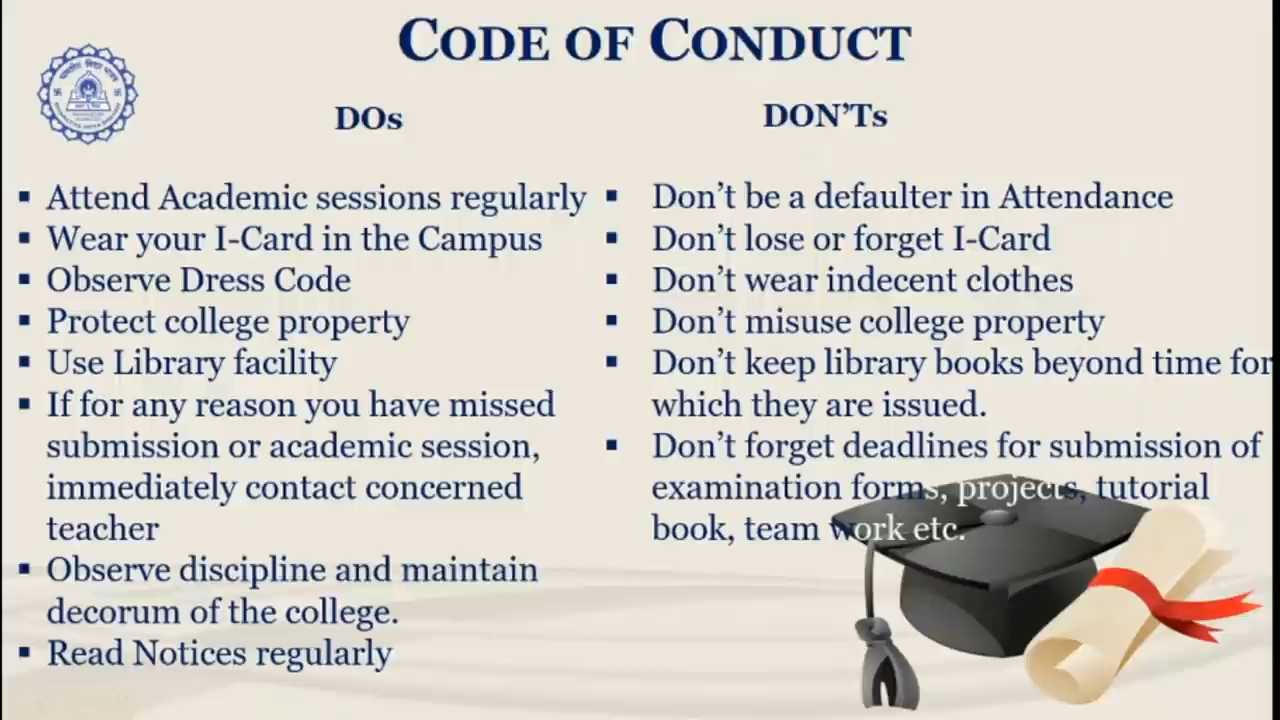 CODE OF CONDUCT
DOs
▪ Attend Academic sessions regularly
▪ Wear your I-Card in the Campus
▪ Observe Dress Code
▪ Protect college property
▪ Use Library facility
▪ If for any reason you have missed
submission or academic session,
immediately contact concerned
teacher
▪ Observe discipline and maintain
decorum of the college.
▪ Read Notices regularly
DON'Ts
▪ Don't be a defaulter in Attendance
▪ Don't lose or forget I-Card
▪ Don't wear indecent clothes
▪ Don't misuse college property
▪ Don't keep library books beyond time for
which they are issued.
▪ Don't forget deadlines for submission of
examination forms, projects, tutorial
book, team work etc.